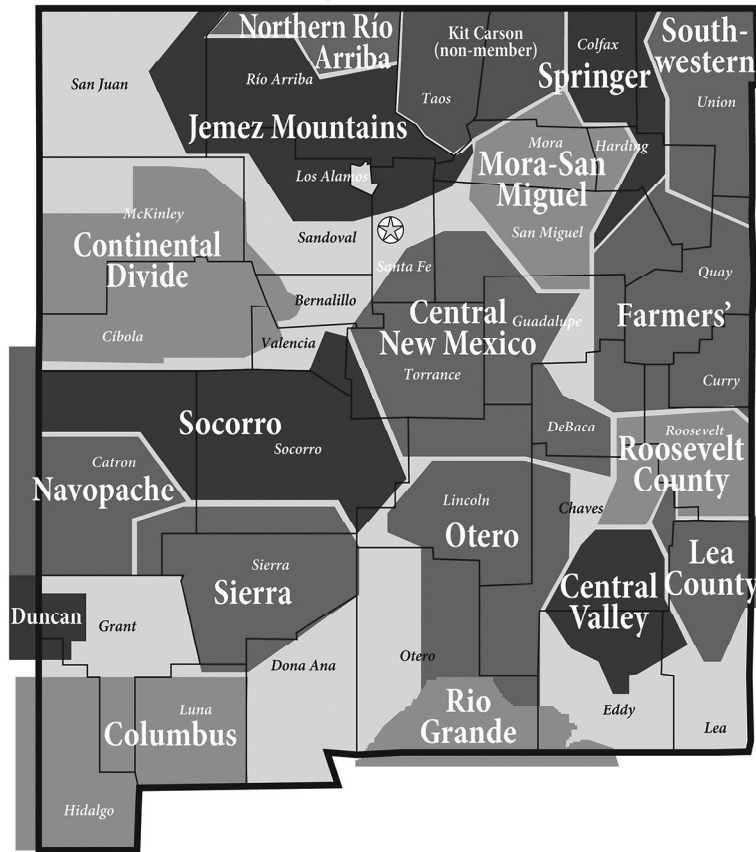 Northern Río
Arriba
Kit Carson
(non-member)
Colfax
South-
western
San Juan
Río Arriba
Springer
Taos
Union
Jemez Mountains
Mora
Harding
Mora-San
Miguel
Los Alamos
McKinley
Sandoval
San Miguel
Continental
Divide
Santa Fe
Quay
Bernalillo
Central
New Mexico
Guadalupe
Farmers'
Cíbola
Valencia
Torrance
Curry
Socorro
DeBaca
Roosevelt
Socorro
Roosevelt
County
Catron
Navopache
Lincoln
Chaves
Otero
Lea
County
Sierra
Sierra
Central
Valley
Duncan
Grant
Dona Ana
Otero
Rio
Grande
Luna
Columbus
Eddy
Lea
Hidalgo